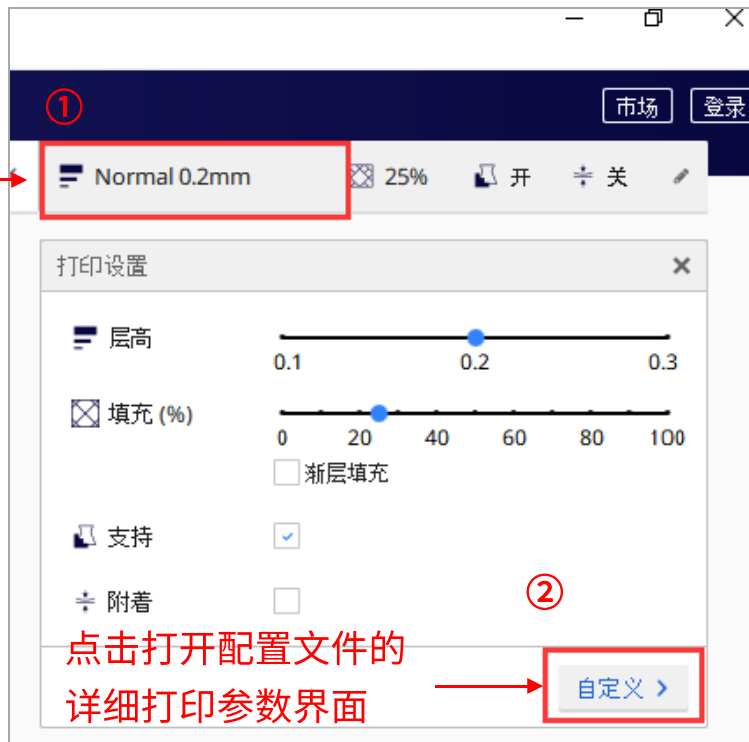 ①
市场 登录
Normal 0.2mm 25% 开 关
打印设置
层高
0.1 0.2 0.3
填充 (%)
0 20 40 60 80 100
渐层填充
支持
②
附着
点击打开配置文件的
详细打印参数界面
自定义